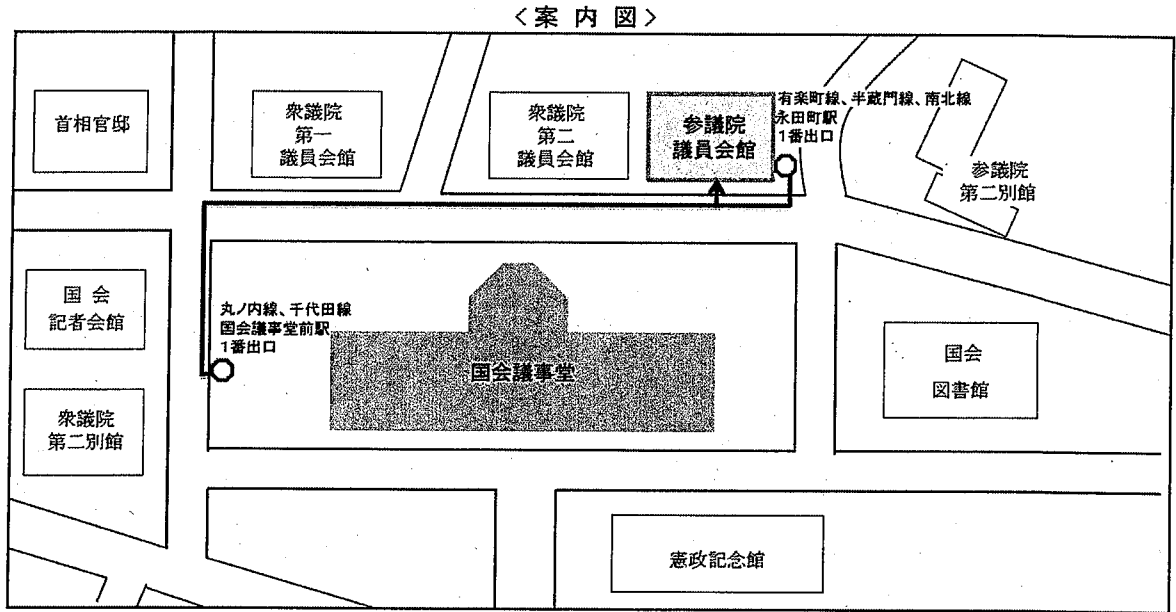 ＜案 内 図＞
首相官邸
衆議院
第一
議員会館
衆議院
第二
議員会館
参議院
議員会館
有楽町線、半蔵門線、南北線
永田町駅
1番出口
参議院
第二別館
国 会
記者会館
丸ノ内線、千代田線
国会議事堂前駅
1番出口
国会議事堂
国会
図書館
衆議院
第二別館
憲政記念館